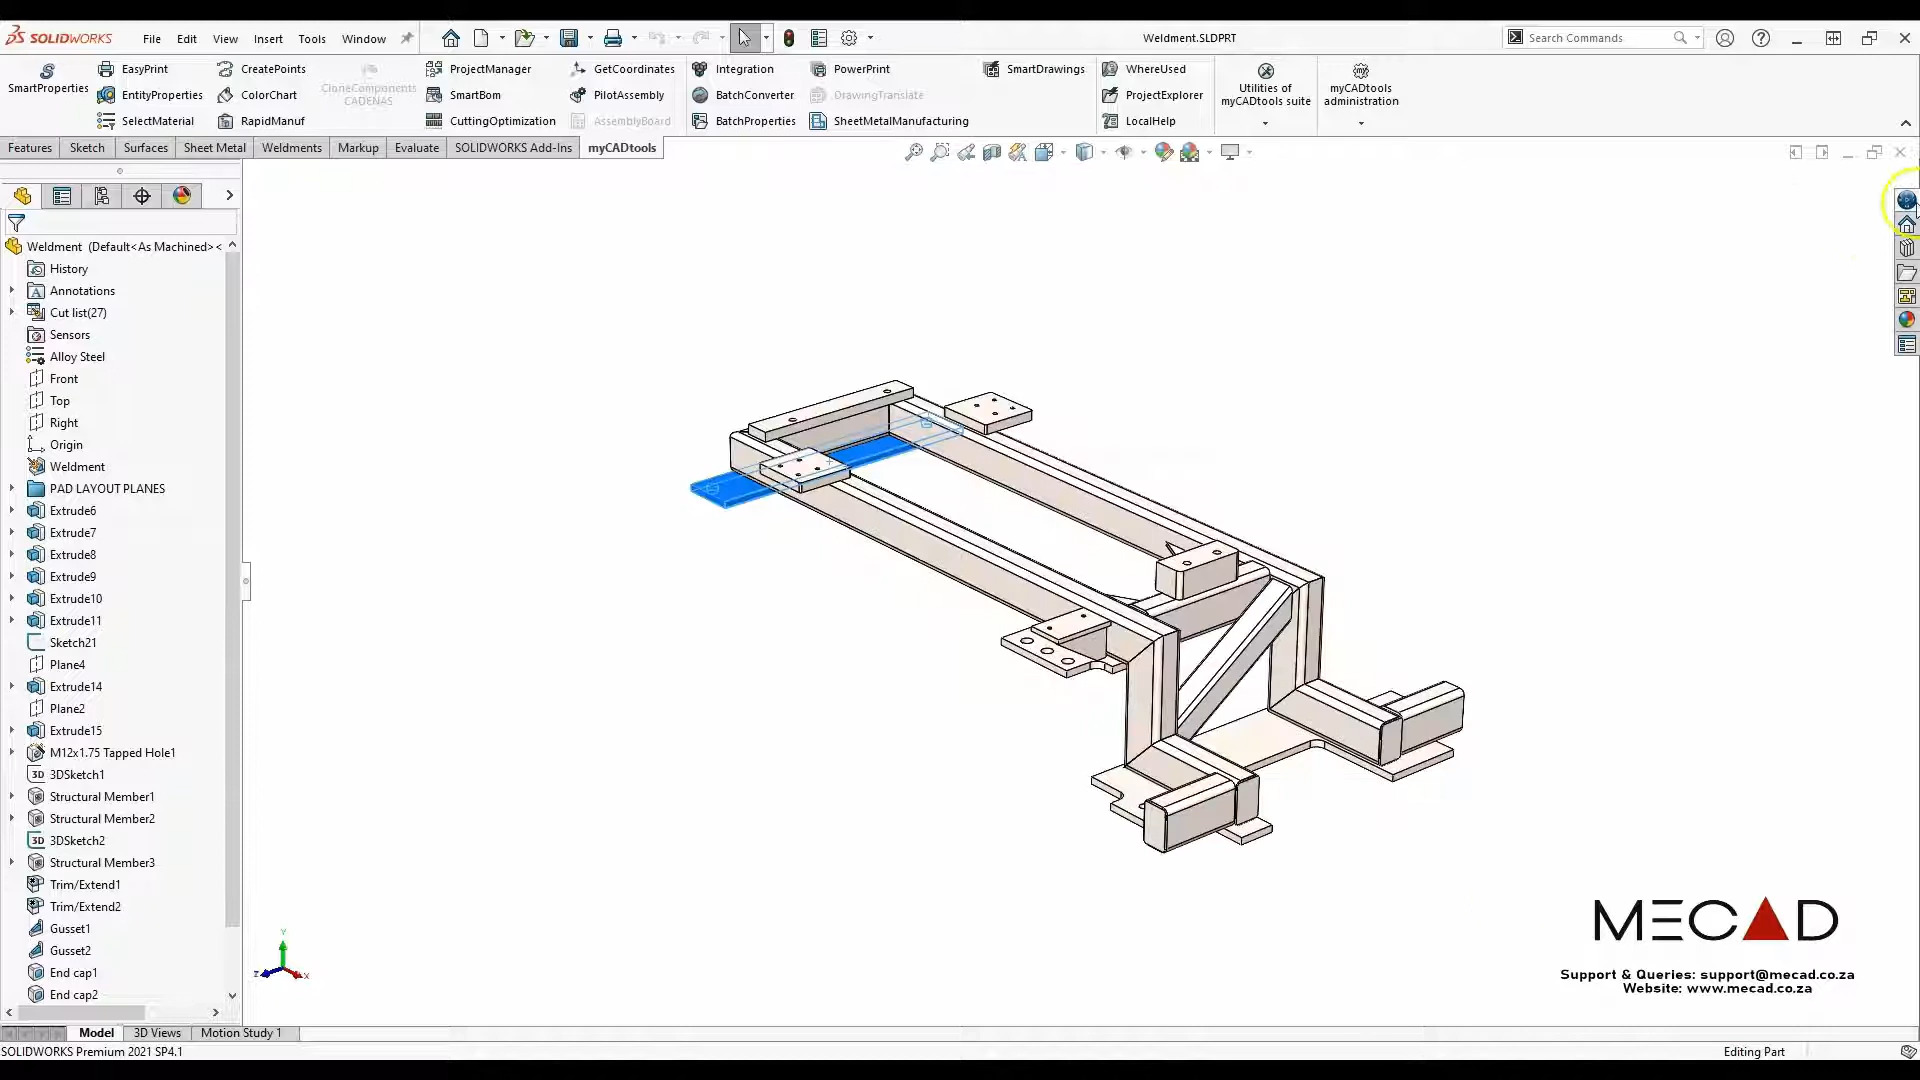 SOLIDWORKS File Edit View Insert Tools Window Weldment.SLDPRT Search Commands
EasyPrint CreatePoints ProjectManager GetCoordinates Integration PowerPrint SmartDrawings WhereUsed
SmartProperties EntityProperties ColorChart CloneComponents CADENAS SmartBom PilotAssembly BatchConverter DrawingTranslate ProjectExplorer Utilities of myCADtools suite myCADtools administration
SelectMaterial RapidManuf CuttingOptimization AssemblyBoard BatchProperties SheetMetalManufacturing LocalHelp
Features Sketch Surfaces Sheet Metal Weldments Markup Evaluate SOLIDWORKS Add-Ins myCADtools
Weldment (Default<As Machined><
History
Annotations
Cut list(27)
Sensors
Alloy Steel
Front
Top
Right
Origin
Weldment
PAD LAYOUT PLANES
Extrude6
Extrude7
Extrude8
Extrude9
Extrude10
Extrude11
Sketch21
Plane4
Extrude14
Plane2
Extrude15
M12x1.75 Tapped Hole1
3D 3DSketch1
Structural Member1
Structural Member2
3D 3DSketch2
Structural Member3
Trim/Extend1
Trim/Extend2
Gusset1
Gusset2
End cap1
End cap2
Y
Z X
MECAD
Support & Queries: support@mecad.co.za
Website: www.mecad.co.za
Model 3D Views Motion Study 1
SOLIDWORKS Premium 2021 SP4.1 Editing Part